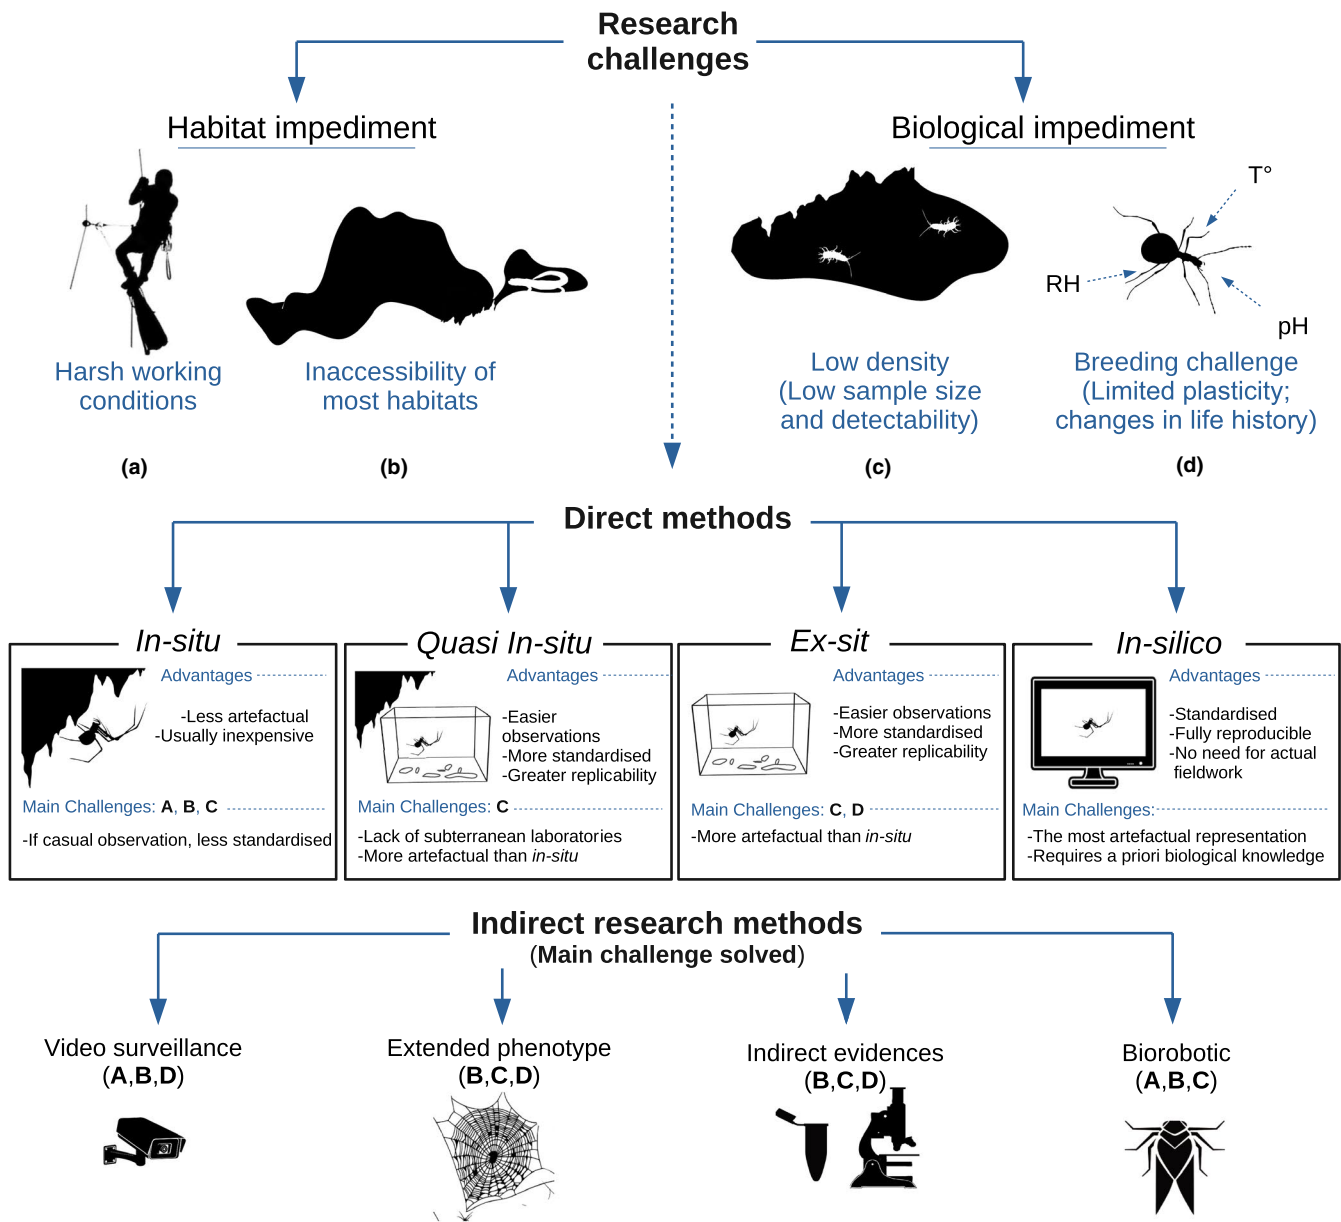 Research
challenges
Habitat impediment
Biological impediment
T°
RH
pH
Harsh working
conditions
Inaccessibility of
most habitats
Low density
(Low sample size
and detectability)
Breeding challenge
(Limited plasticity;
changes in life history)
(a)
(b)
(c)
(d)
Direct methods
In-situ
Advantages
-Less artefactual
-Usually inexpensive
Main Challenges: A, B, C
-If casual observation, less standardised
Quasi In-situ
Advantages
-Easier
observations
-More standardised
-Greater replicability
Main Challenges: C
-Lack of subterranean laboratories
-More artefactual than in-situ
Ex-sit
Advantages
-Easier observations
-More standardised
-Greater replicability
Main Challenges: C, D
-More artefactual than in-situ
In-silico
Advantages
-Standardised
-Fully reproducible
-No need for actual
fieldwork
Main Challenges:
-The most artefactual representation
-Requires a priori biological knowledge
Indirect research methods
(Main challenge solved)
Video surveillance
(A,B,D)
Extended phenotype
(B,C,D)
Indirect evidences
(B,C,D)
Biorobotic
(A,B,C)